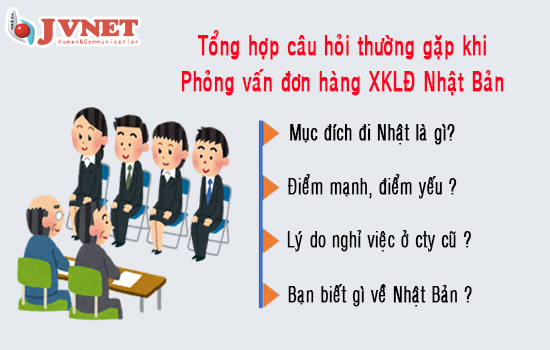 JVNET
Human&Communication
Tổng hợp câu hỏi thường gặp khi
Phỏng vấn đơn hàng XKLĐ Nhật Bản
Mục đích đi Nhật là gì?
Điểm mạnh, điểm yếu ?
Lý do nghỉ việc ở cty cũ ?
Bạn biết gì về Nhật Bản ?